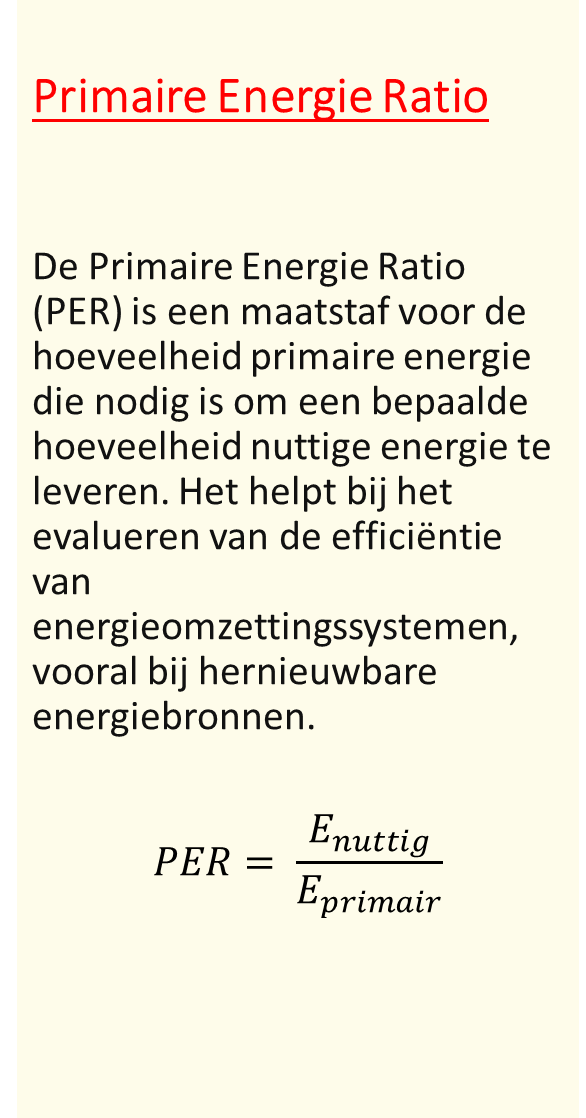 Primaire Energie Ratio
De Primaire Energie Ratio
(PER) is een maatstaf voor de
hoeveelheid primaire energie
die nodig is om een bepaalde
hoeveelheid nuttige energie te
leveren. Het helpt bij het
evalueren van de efficiëntie
van
energieomzettingssystemen,
vooral bij hernieuwbare
energiebronnen.
PER = E_nuttig / E_primair